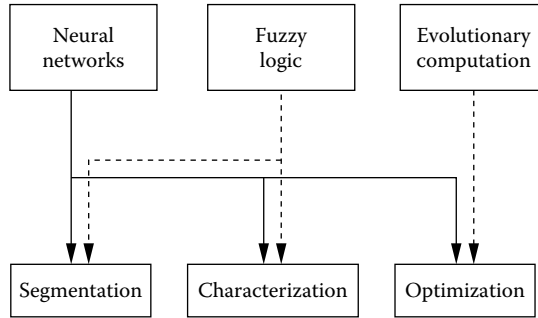 Neural
networks
Fuzzy
logic
Evolutionary
computation
Segmentation
Characterization
Optimization